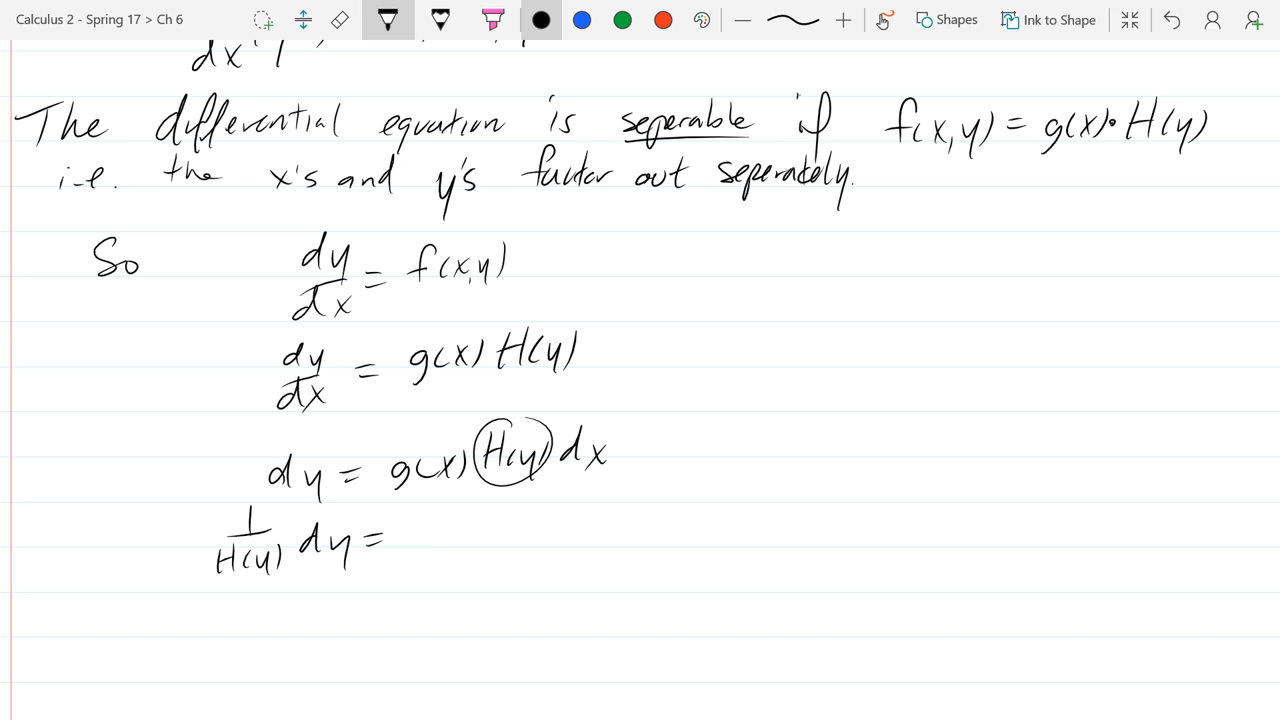 Calculus 2 - Spring 17 > Ch 6
Shapes
Ink to Shape
dx
The differential equation is seperable if f(x,y) = g(x)•H(y)
i.e. the x's and y's factor out seperately.
So dy/dx = f(x,y)
dy/dx = g(x) H(y)
dy = g(x) H(y) dx
1/H(y) dy =